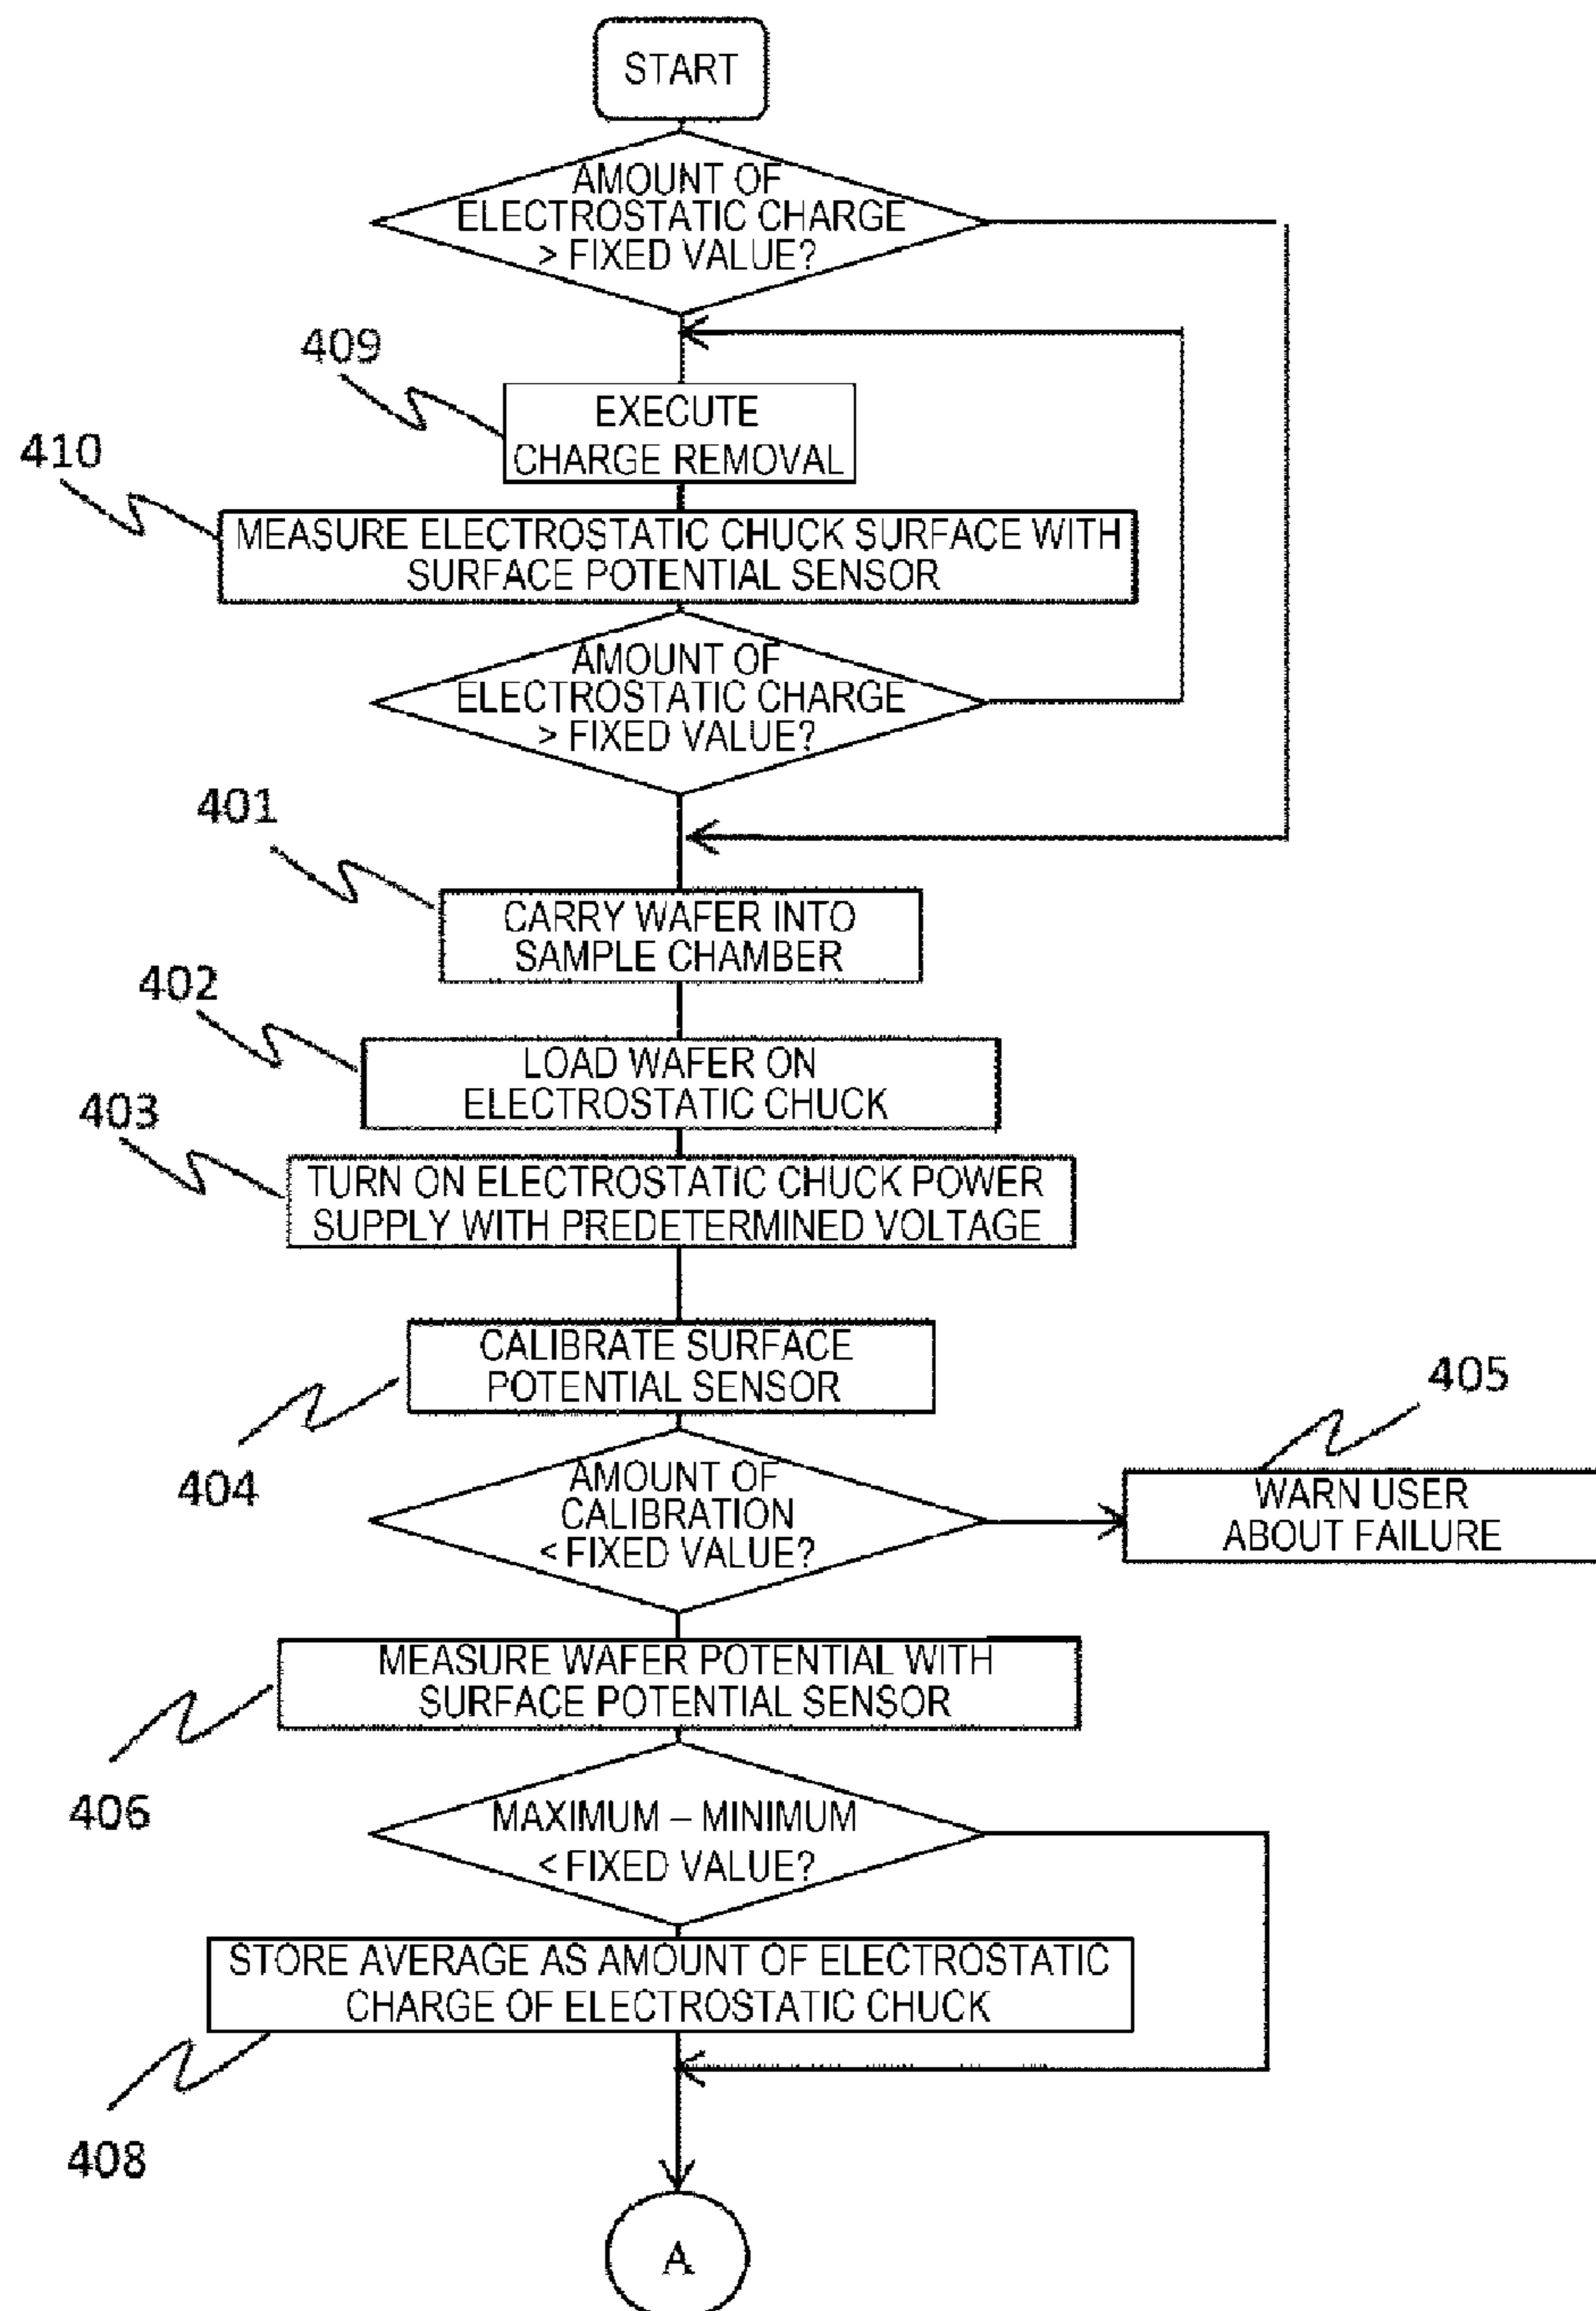 START
AMOUNT OF
ELECTROSTATIC CHARGE
> FIXED VALUE?
409
EXECUTE
CHARGE REMOVAL
410
MEASURE ELECTROSTATIC CHUCK SURFACE WITH
SURFACE POTENTIAL SENSOR
AMOUNT OF
ELECTROSTATIC CHARGE
> FIXED VALUE?
401
CARRY WAFER INTO
SAMPLE CHAMBER
402
LOAD WAFER ON
ELECTROSTATIC CHUCK
403
TURN ON ELECTROSTATIC CHUCK POWER
SUPPLY WITH PREDETERMINED VOLTAGE
CALIBRATE SURFACE
POTENTIAL SENSOR
404
AMOUNT OF
CALIBRATION
< FIXED VALUE?
405
WARN USER
ABOUT FAILURE
MEASURE WAFER POTENTIAL WITH
SURFACE POTENTIAL SENSOR
406
MAXIMUM – MINIMUM
< FIXED VALUE?
STORE AVERAGE AS AMOUNT OF ELECTROSTATIC
CHARGE OF ELECTROSTATIC CHUCK
408
A